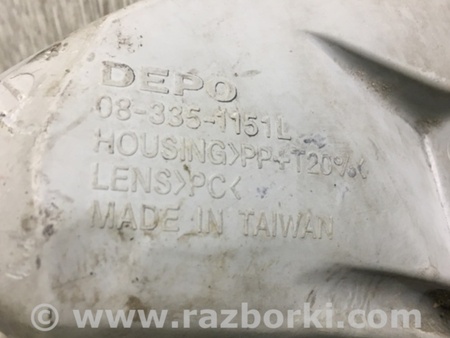 DEPO
08-335-1151L
HOUSING>PP+T20%<
LENS>PC<
MADE IN TAIWAN
www.razborki.com